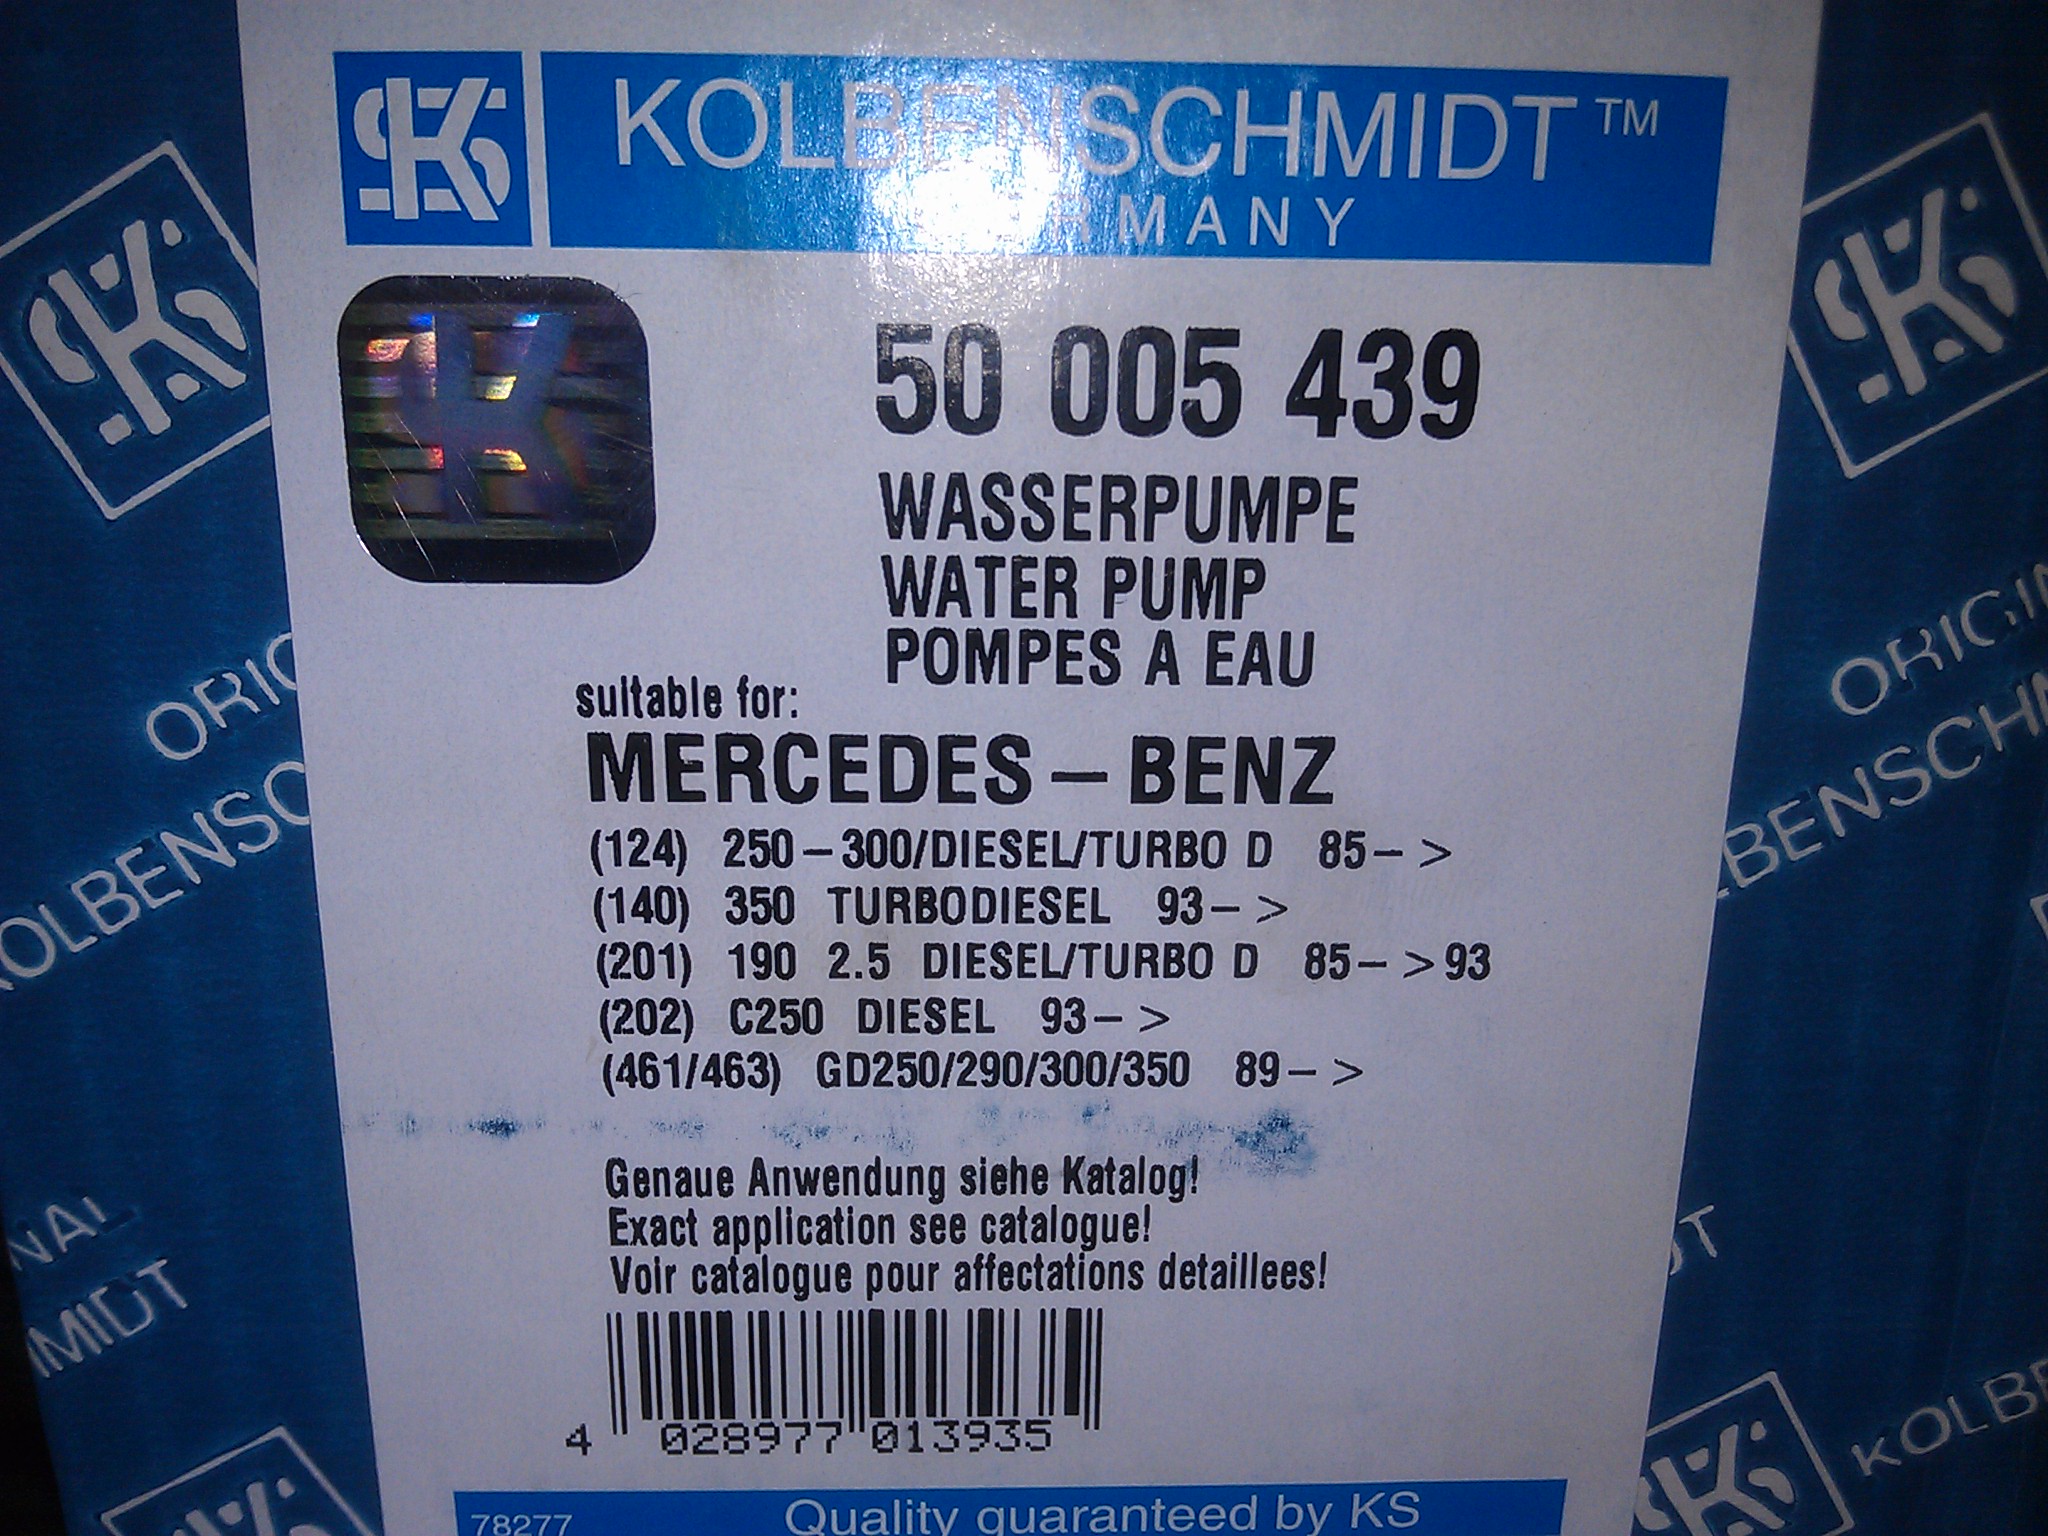 KS
KOLBENSCHMIDT™
GERMANY
50 005 439
WASSERPUMPE
WATER PUMP
POMPES A EAU
suitable for:
MERCEDES – BENZ
(124) 250 – 300/DIESEL/TURBO D 85 – >
(140) 350 TURBODIESEL 93 – >
(201) 190 2.5 DIESEL/TURBO D 85 – > 93
(202) C250 DIESEL 93 – >
(461/463) GD250/290/300/350 89 – >
Genaue Anwendung siehe Katalog!
Exact application see catalogue!
Voir catalogue pour affectations detaillees!
4 028977 013935
78277 Quality guaranteed by KS